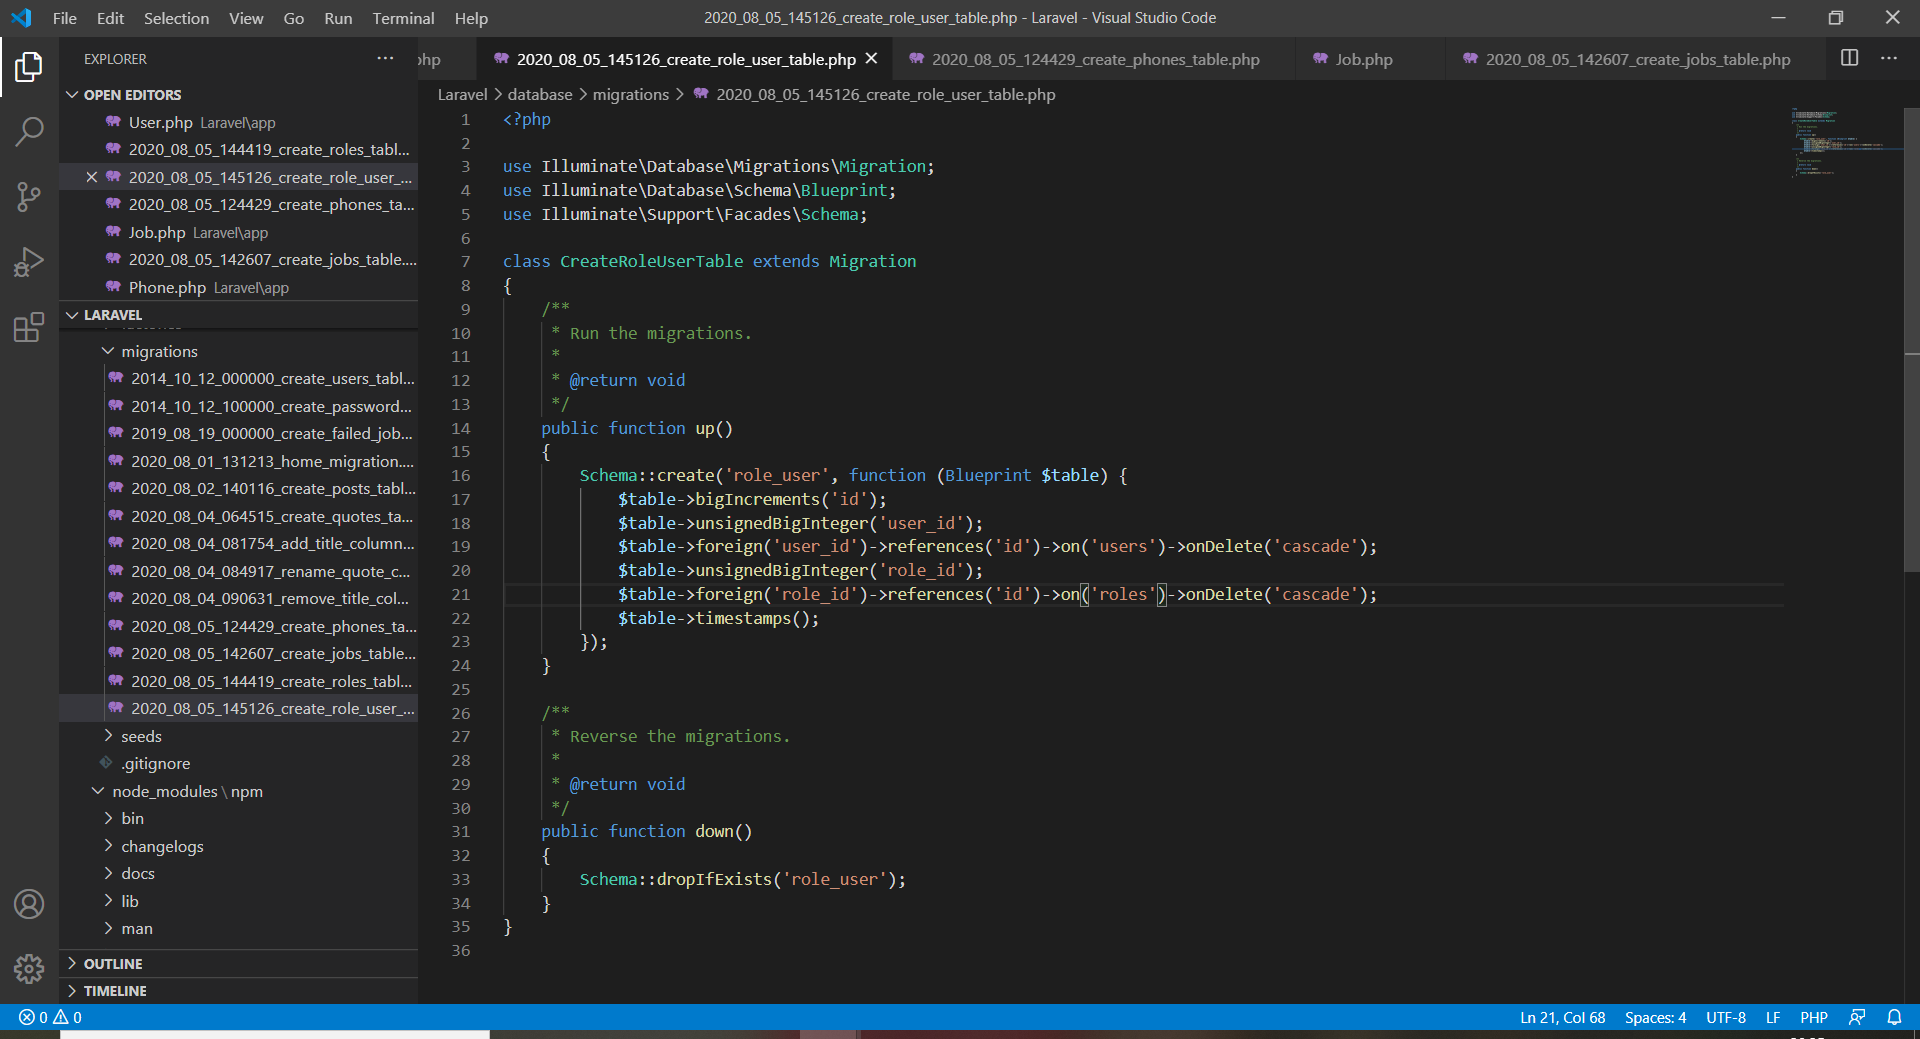 File Edit Selection View Go Run Terminal Help
2020_08_05_145126_create_role_user_table.php - Laravel - Visual Studio Code
EXPLORER
OPEN EDITORS
User.php Laravel\app
2020_08_05_144419_create_roles_tabl...
2020_08_05_145126_create_role_user_...
2020_08_05_124429_create_phones_ta...
Job.php Laravel\app
2020_08_05_142607_create_jobs_table....
Phone.php Laravel\app
LARAVEL
migrations
2014_10_12_000000_create_users_tabl...
2014_10_12_100000_create_password...
2019_08_19_000000_create_failed_job...
2020_08_01_131213_home_migration....
2020_08_02_140116_create_posts_tabl...
2020_08_04_064515_create_quotes_ta...
2020_08_04_081754_add_title_column...
2020_08_04_084917_rename_quote_c...
2020_08_04_090631_remove_title_col...
2020_08_05_124429_create_phones_ta...
2020_08_05_142607_create_jobs_table...
2020_08_05_144419_create_roles_tabl...
2020_08_05_145126_create_role_user_...
seeds
.gitignore
node_modules \ npm
bin
changelogs
docs
lib
man
OUTLINE
TIMELINE
hp
2020_08_05_145126_create_role_user_table.php
2020_08_05_124429_create_phones_table.php
Job.php
2020_08_05_142607_create_jobs_table.php
Laravel > database > migrations > 2020_08_05_145126_create_role_user_table.php
1 <?php
2
3 use Illuminate\Database\Migrations\Migration;
4 use Illuminate\Database\Schema\Blueprint;
5 use Illuminate\Support\Facades\Schema;
6
7 class CreateRoleUserTable extends Migration
8 {
9 /**
10 * Run the migrations.
11 *
12 * @return void
13 */
14 public function up()
15 {
16 Schema::create('role_user', function (Blueprint $table) {
17 $table->bigIncrements('id');
18 $table->unsignedBigInteger('user_id');
19 $table->foreign('user_id')->references('id')->on('users')->onDelete('cascade');
20 $table->unsignedBigInteger('role_id');
21 $table->foreign('role_id')->references('id')->on('roles')->onDelete('cascade');
22 $table->timestamps();
23 });
24 }
25
26 /**
27 * Reverse the migrations.
28 *
29 * @return void
30 */
31 public function down()
32 {
33 Schema::dropIfExists('role_user');
34 }
35 }
36
0 0
Ln 21, Col 68 Spaces: 4 UTF-8 LF PHP